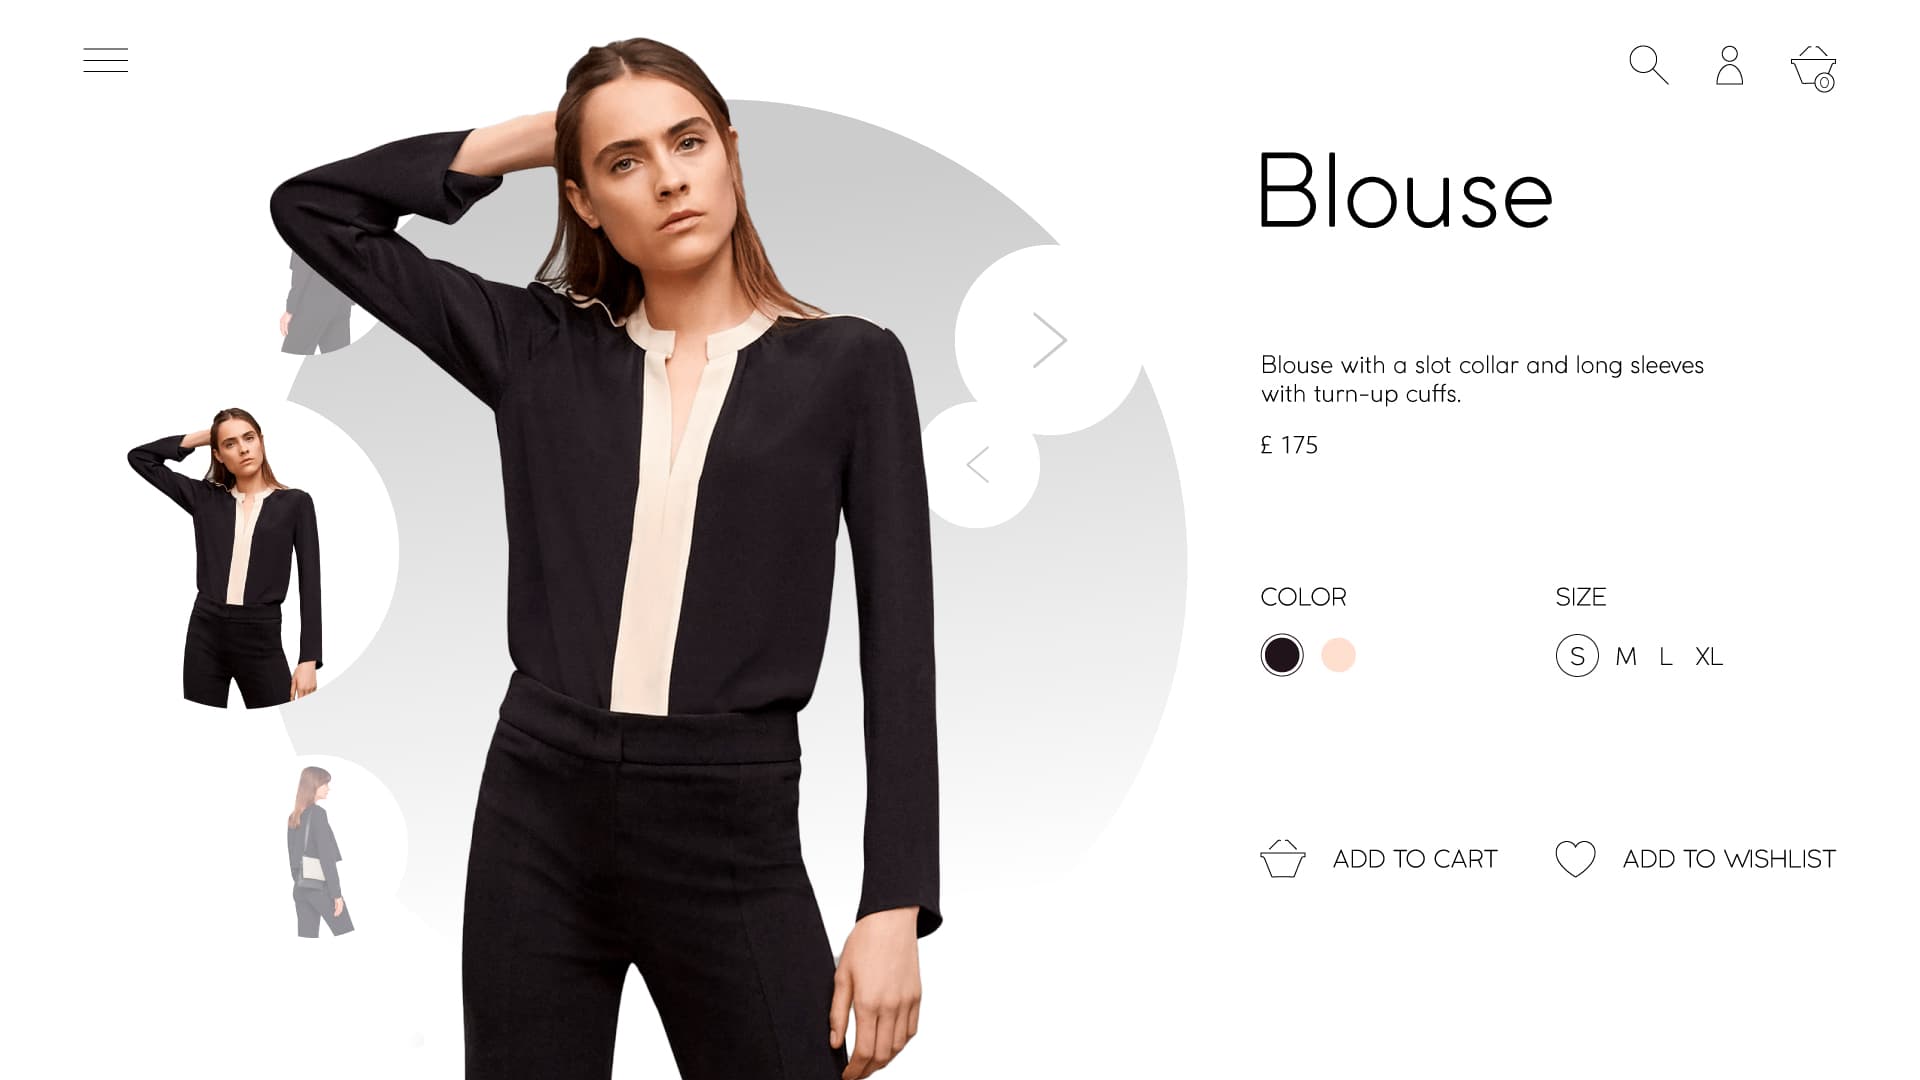 0
Blouse
Blouse with a slot collar and long sleeves
with turn-up cuffs.
£ 175
COLOR
SIZE
S M L XL
ADD TO CART
ADD TO WISHLIST